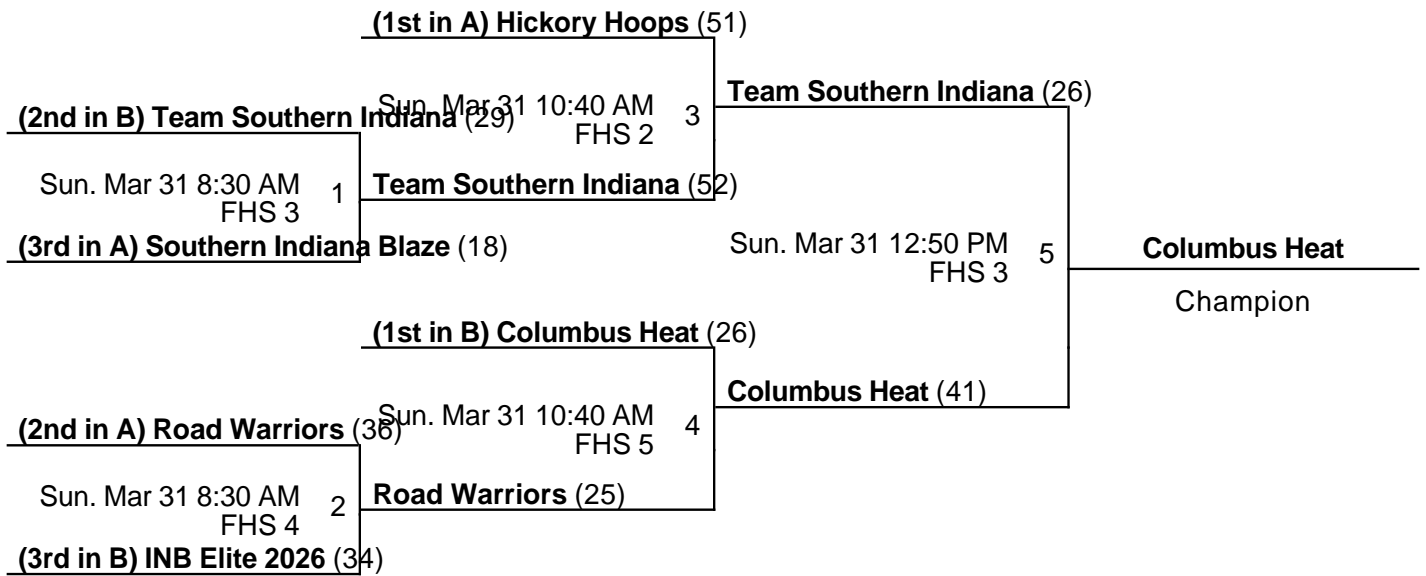 (1st in A) Hickory Hoops (51)
Sun. Mar 31 10:40 AM
FHS 2
3
Team Southern Indiana (26)
(2nd in B) Team Southern Indiana (29)
Sun. Mar 31 8:30 AM
FHS 3
1
Team Southern Indiana (52)
(3rd in A) Southern Indiana Blaze (18)
Sun. Mar 31 12:50 PM
FHS 3
5
Columbus Heat
Champion
(1st in B) Columbus Heat (26)
Sun. Mar 31 10:40 AM
FHS 5
4
Columbus Heat (41)
(2nd in A) Road Warriors (36)
Sun. Mar 31 8:30 AM
FHS 4
2
Road Warriors (25)
(3rd in B) INB Elite 2026 (34)